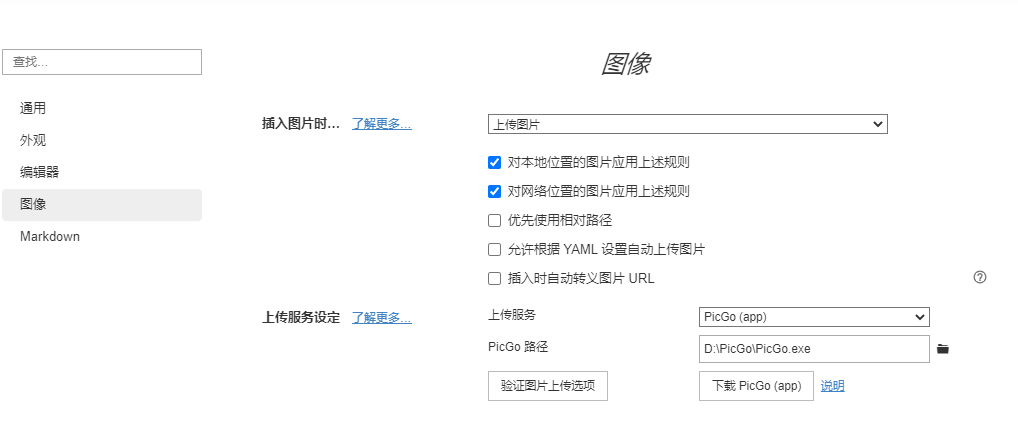 图像
查找...
通用
外观
编辑器
图像
Markdown
插入图片时... 了解更多... 上传图片
对本地位置的图片应用上述规则
对网络位置的图片应用上述规则
优先使用相对路径
允许根据 YAML 设置自动上传图片
插入时自动转义图片 URL
上传服务设定 了解更多... 上传服务 PicGo (app)
PicGo 路径 D:\PicGo\PicGo.exe
验证图片上传选项 下载 PicGo (app) 说明